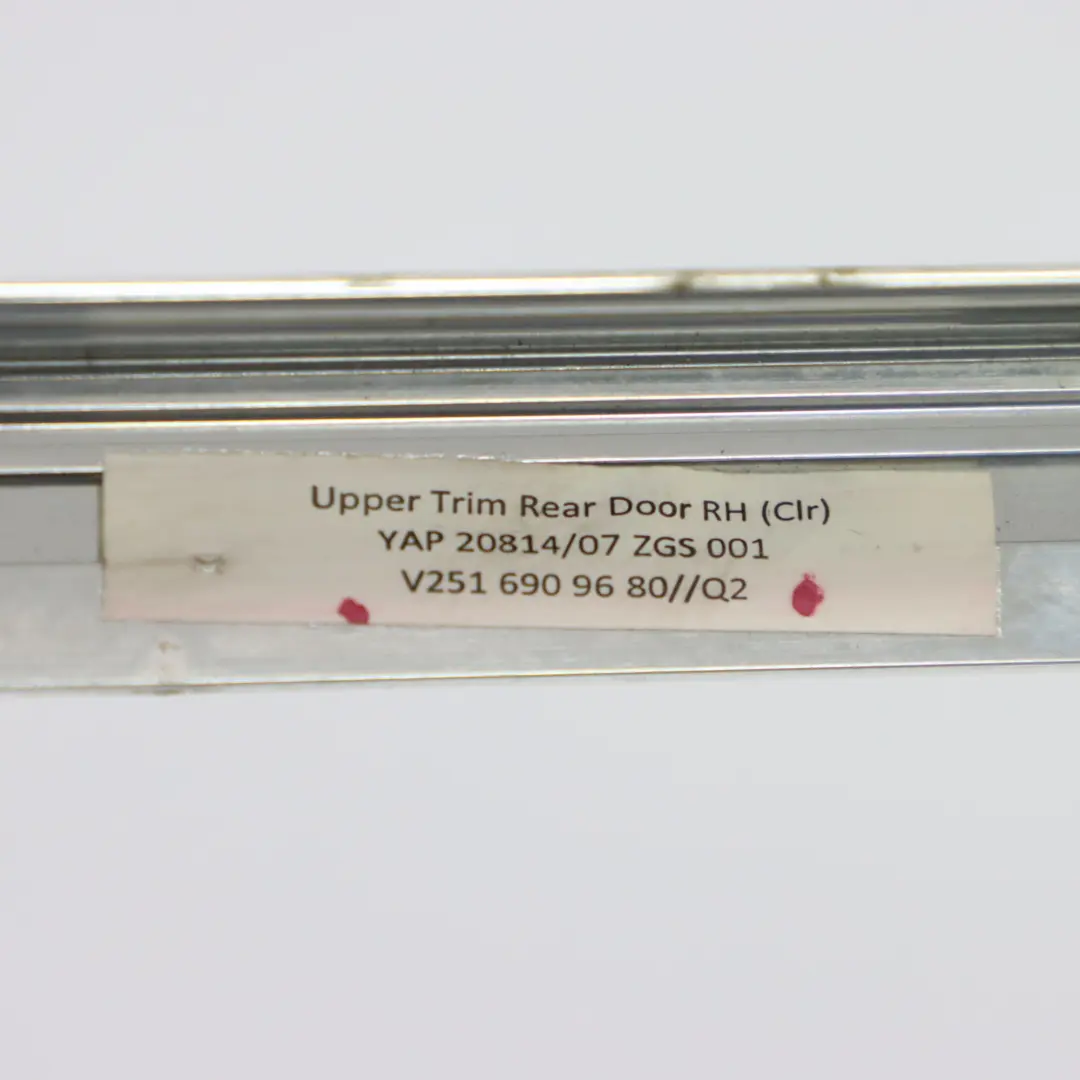 Upper Trim Rear Door RH (Clr)
YAP 20814/07 ZGS 001
V251 690 96 80//Q2